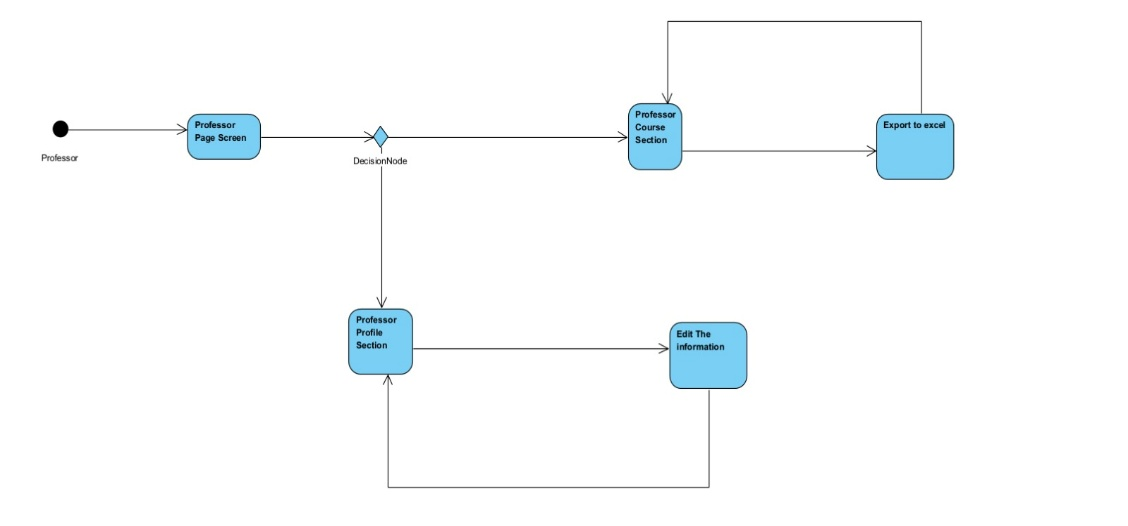 Professor
Professor
Page Screen
DecisionNode
Professor
Course
Section
Export to excel
Professor
Profile
Section
Edit The
information